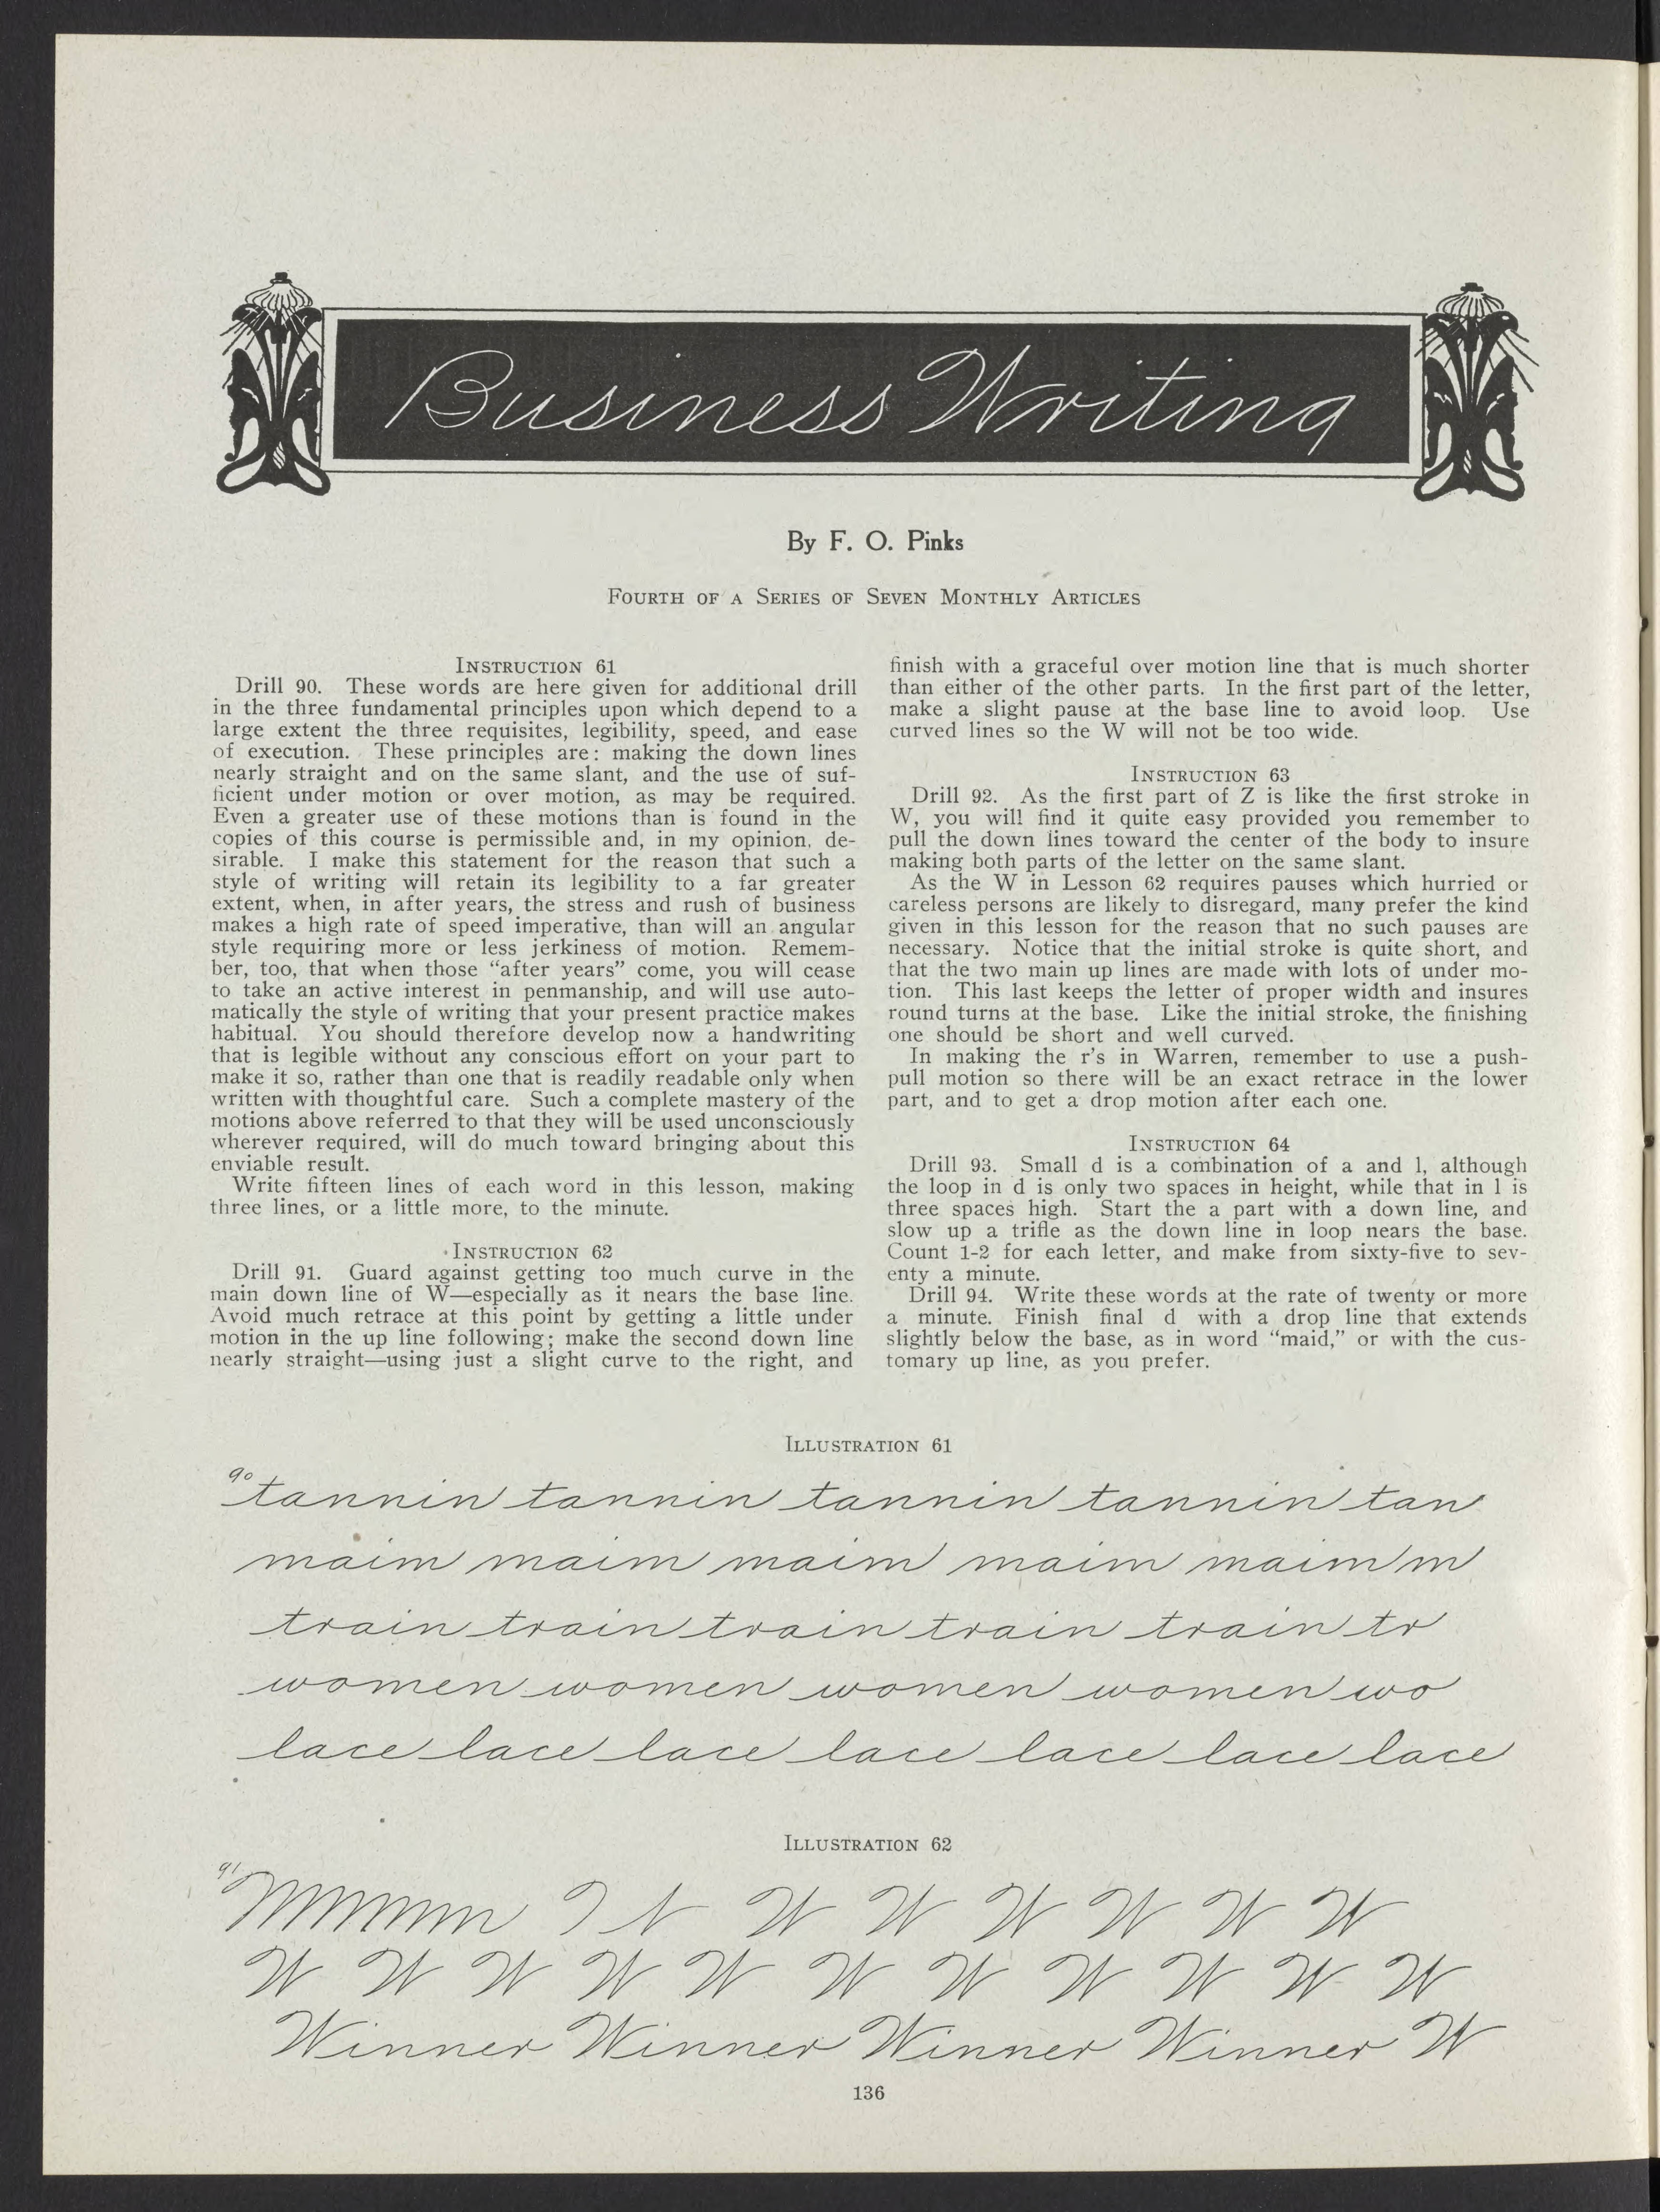 Business Writing
By F. O. Pinks
FOURTH OF A SERIES OF SEVEN MONTHLY ARTICLES
INSTRUCTION 61
Drill 90. These words are here given for additional drill
in the three fundamental principles upon which depend to a
large extent the three requisites, legibility, speed, and ease
of execution. These principles are: making the down lines
nearly straight and on the same slant, and the use of suf-
ficient under motion or over motion, as may be required.
Even a greater use of these motions than is found in the
copies of this course is permissible and, in my opinion, de-
sirable. I make this statement for the reason that such a
style of writing will retain its legibility to a far greater
extent, when, in after years, the stress and rush of business
makes a high rate of speed imperative, than will an angular
style requiring more or less jerkiness of motion. Remem-
ber, too, that when those “after years” come, you will cease
to take an active interest in penmanship, and will use auto-
matically the style of writing that your present practice makes
habitual. You should therefore develop now a handwriting
that is legible without any conscious effort on your part to
make it so, rather than one that is readily readable only when
written with thoughtful care. Such a complete mastery of the
motions above referred to that they will be used unconsciously
wherever required, will do much toward bringing about this
enviable result.
Write fifteen lines of each word in this lesson, making
three lines, or a little more, to the minute.
INSTRUCTION 62
Drill 91. Guard against getting too much curve in the
main down line of W—especially as it nears the base line.
Avoid much retrace at this point by getting a little under
motion in the up line following; make the second down line
nearly straight—using just a slight curve to the right, and
finish with a graceful over motion line that is much shorter
than either of the other parts. In the first part of the letter,
make a slight pause at the base line to avoid loop. Use
curved lines so the W will not be too wide.
INSTRUCTION 63
Drill 92. As the first part of Z is like the first stroke in
W, you will find it quite easy provided you remember to
pull the down lines toward the center of the body to insure
making both parts of the letter on the same slant.
As the W in Lesson 62 requires pauses which hurried or
careless persons are likely to disregard, many prefer the kind
given in this lesson for the reason that no such pauses are
necessary. Notice that the initial stroke is quite short, and
that the two main up lines are made with lots of under mo-
tion. This last keeps the letter of proper width and insures
round turns at the base. Like the initial stroke, the finishing
one should be short and well curved.
In making the r’s in Warren, remember to use a push-
pull motion so there will be an exact retrace in the lower
part, and to get a drop motion after each one.
INSTRUCTION 64
Drill 93. Small d is a combination of a and l, although
the loop in d is only two spaces in height, while that in l is
three spaces high. Start the a part with a down line, and
slow up a trifle as the down line in loop nears the base.
Count 1-2 for each letter, and make from sixty-five to sev-
enty a minute.
Drill 94. Write these words at the rate of twenty or more
a minute. Finish final d with a drop line that extends
slightly below the base, as in word “maid,” or with the cus-
tomary up line, as you prefer.
ILLUSTRATION 61
90 tannin tannin tannin tannin tan
maim maim maim maim maim m
train train train train train tr
women women women women wo
lace lace lace lace lace lace lace
ILLUSTRATION 62
91 W W W W W W
W W W W W W W W W W W
Winner Winner Winner Winner W
136